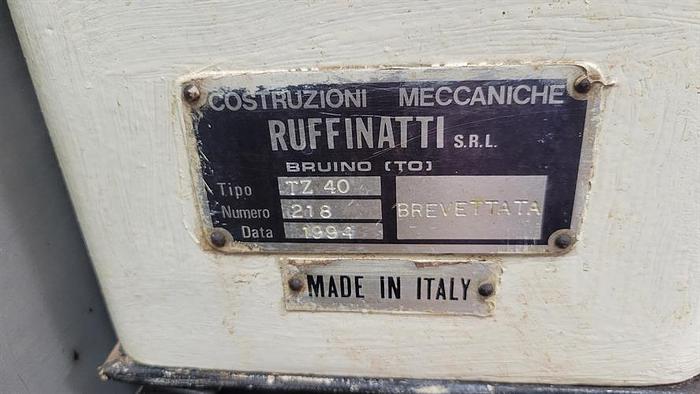 COSTRUZIONI MECCANICHE
RUFFINATTI S.R.L.
BRUINO (TO)
Tipo TZ 40
Numero 218 BREVETTATA
Data 1994
MADE IN ITALY